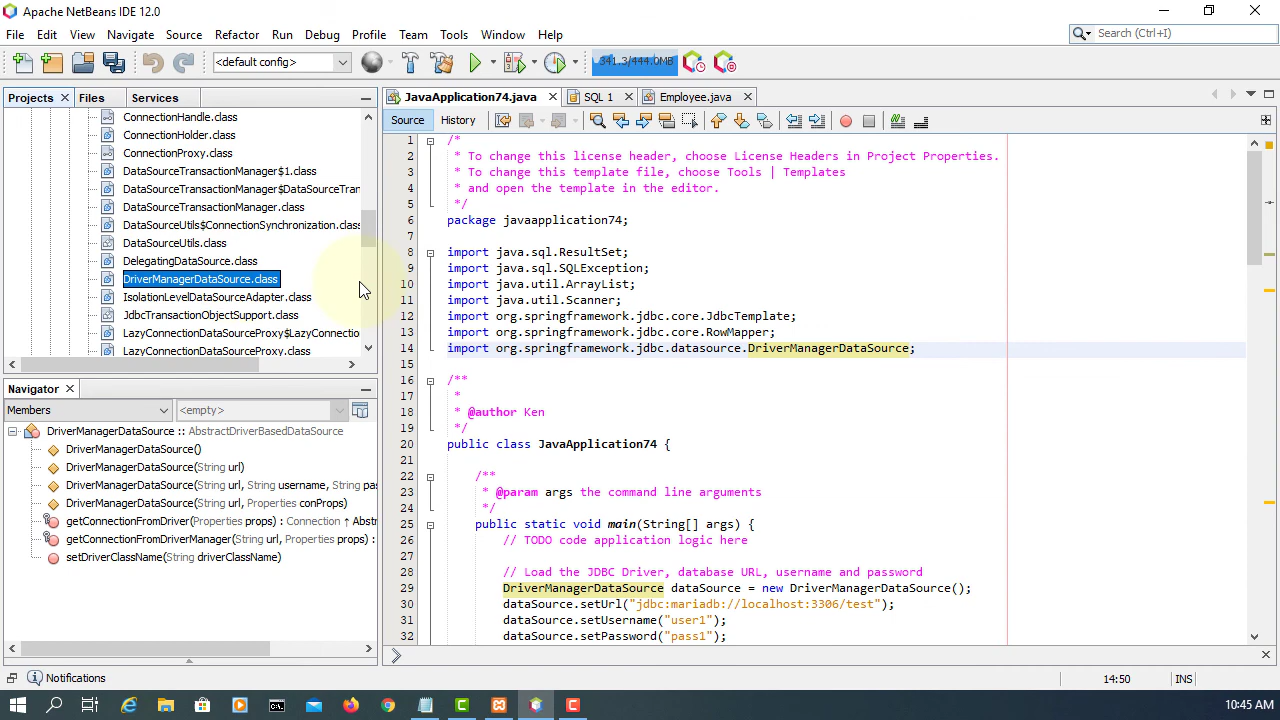 Apache NetBeans IDE 12.0
File Edit View Navigate Source Refactor Run Debug Profile Team Tools Window Help
Search (Ctrl+I)
<default config>
341.3/444.0MB
Projects Files Services
ConnectionHandle.class
ConnectionHolder.class
ConnectionProxy.class
DataSourceTransactionManager$1.class
DataSourceTransactionManager$DataSourceTran
DataSourceTransactionManager.class
DataSourceUtils$ConnectionSynchronization.class
DataSourceUtils.class
DelegatingDataSource.class
DriverManagerDataSource.class
IsolationLevelDataSourceAdapter.class
JdbcTransactionObjectSupport.class
LazyConnectionDataSourceProxy$LazyConnectio
LazyConnectionDataSourceProxy.class
Navigator
Members <empty>
DriverManagerDataSource :: AbstractDriverBasedDataSource
DriverManagerDataSource()
DriverManagerDataSource(String url)
DriverManagerDataSource(String url, String username, String pas
DriverManagerDataSource(String url, Properties conProps)
getConnectionFromDriver(Properties props) : Connection ↑ Abstr
getConnectionFromDriverManager(String url, Properties props) :
setDriverClassName(String driverClassName)
JavaApplication74.java SQL 1 Employee.java
Source History
1 /*
2 * To change this license header, choose License Headers in Project Properties.
3 * To change this template file, choose Tools | Templates
4 * and open the template in the editor.
5 */
6 package javaapplication74;
7
8 import java.sql.ResultSet;
9 import java.sql.SQLException;
10 import java.util.ArrayList;
11 import java.util.Scanner;
12 import org.springframework.jdbc.core.JdbcTemplate;
13 import org.springframework.jdbc.core.RowMapper;
14 import org.springframework.jdbc.datasource.DriverManagerDataSource;
15
16 /**
17 *
18 * @author Ken
19 */
20 public class JavaApplication74 {
21
22 /**
23 * @param args the command line arguments
24 */
25 public static void main(String[] args) {
26 // TODO code application logic here
27
28 // Load the JDBC Driver, database URL, username and password
29 DriverManagerDataSource dataSource = new DriverManagerDataSource();
30 dataSource.setUrl("jdbc:mariadb://localhost:3306/test");
31 dataSource.setUsername("user1");
32 dataSource.setPassword("pass1");
Notifications
14:50 INS
10:45 AM